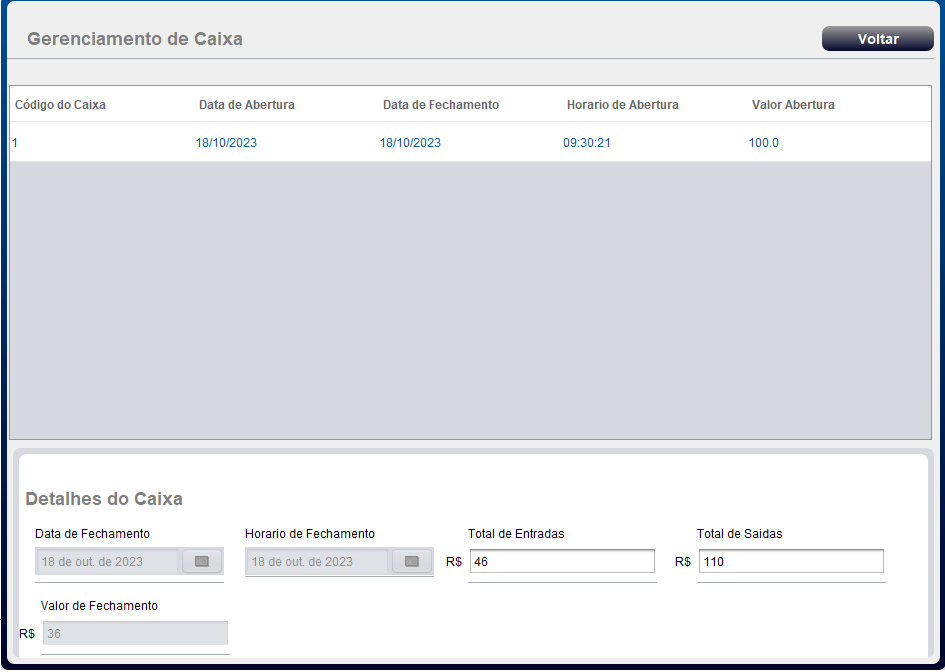 Gerenciamento de Caixa
Voltar
Código do Caixa Data de Abertura Data de Fechamento Horario de Abertura Valor Abertura
1 18/10/2023 18/10/2023 09:30:21 100.0
Detalhes do Caixa
Data de Fechamento Horario de Fechamento Total de Entradas Total de Saidas
18 de out. de 2023 18 de out. de 2023 R$ 46 R$ 110
Valor de Fechamento
R$ 36